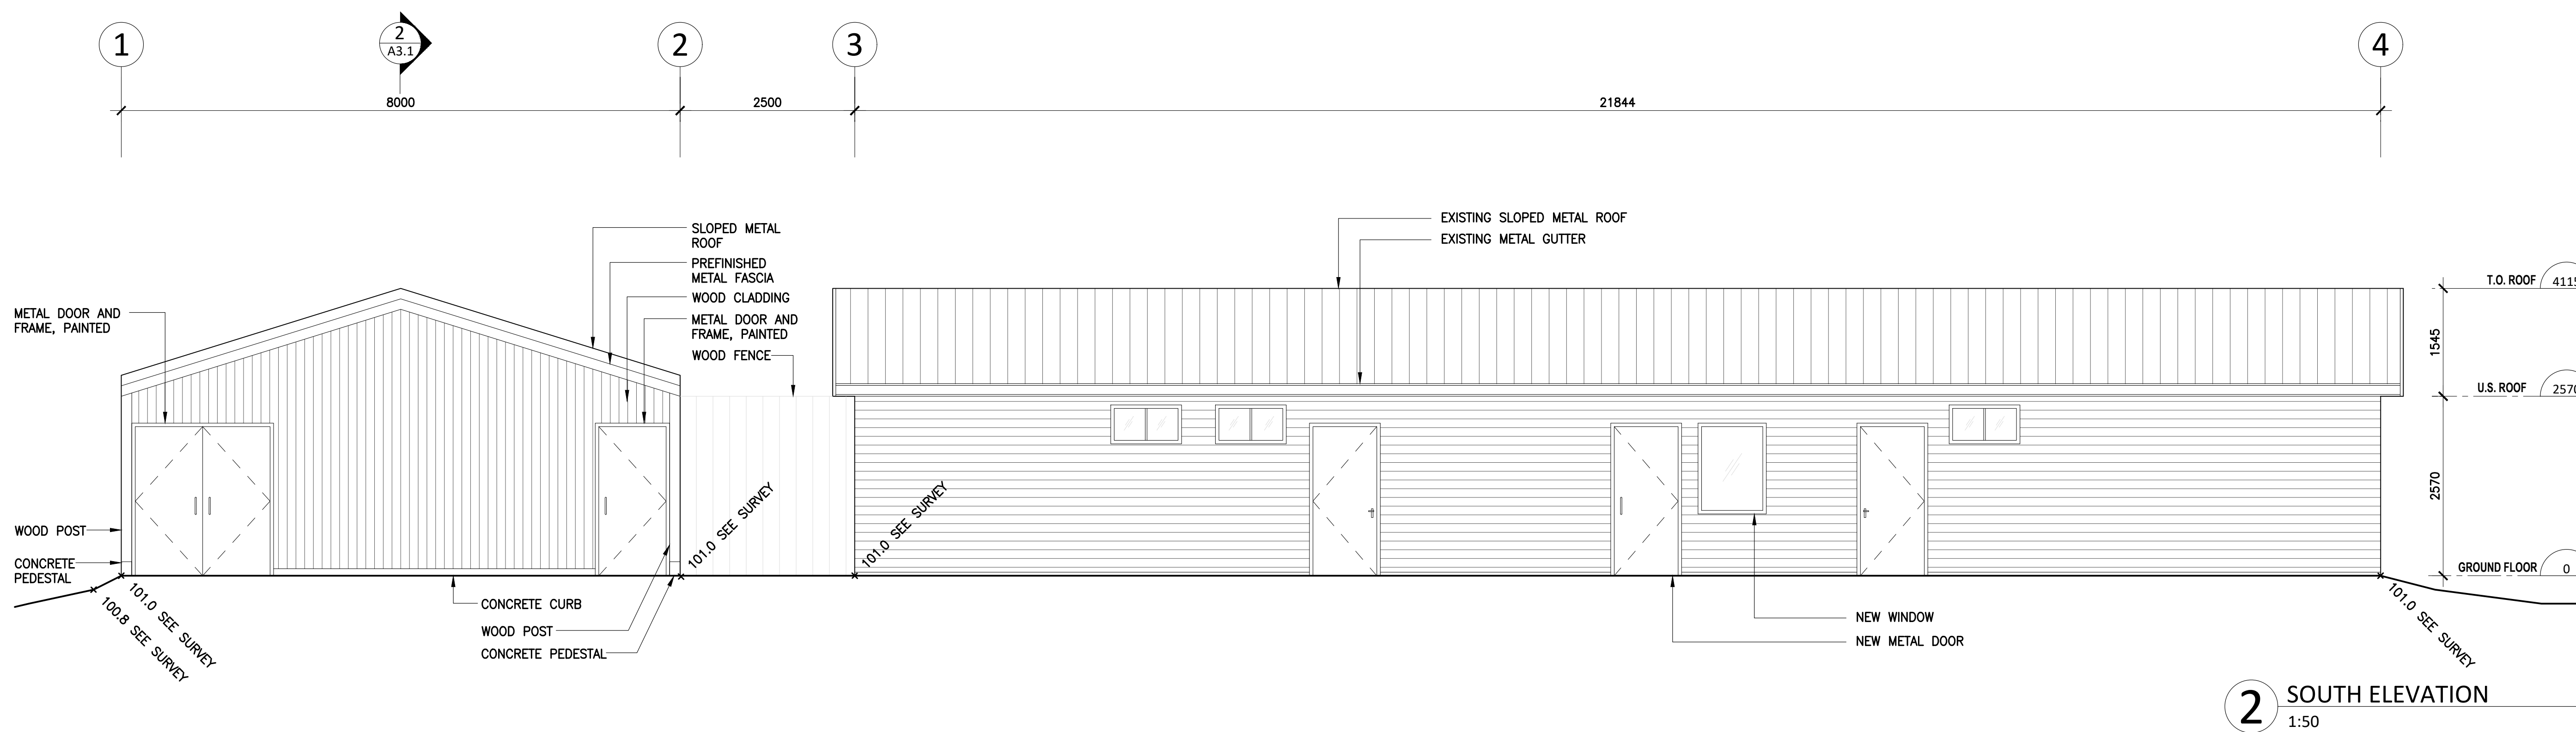 1
2
A3.1
2
3
4
8000
2500
21844
SLOPED METAL
ROOF
PREFINISHED
METAL FASCIA
WOOD CLADDING
METAL DOOR AND
FRAME, PAINTED
WOOD FENCE
METAL DOOR AND
FRAME, PAINTED
WOOD POST
CONCRETE
PEDESTAL
EXISTING SLOPED METAL ROOF
EXISTING METAL GUTTER
T.O. ROOF 4115
1545
U.S. ROOF 2570
2570
GROUND FLOOR 0
101.0 SEE SURVEY
101.0 SEE SURVEY
101.0 SEE SURVEY
100.8 SEE SURVEY
101.0 SEE SURVEY
CONCRETE CURB
WOOD POST
CONCRETE PEDESTAL
NEW WINDOW
NEW METAL DOOR
2 SOUTH ELEVATION
1:50